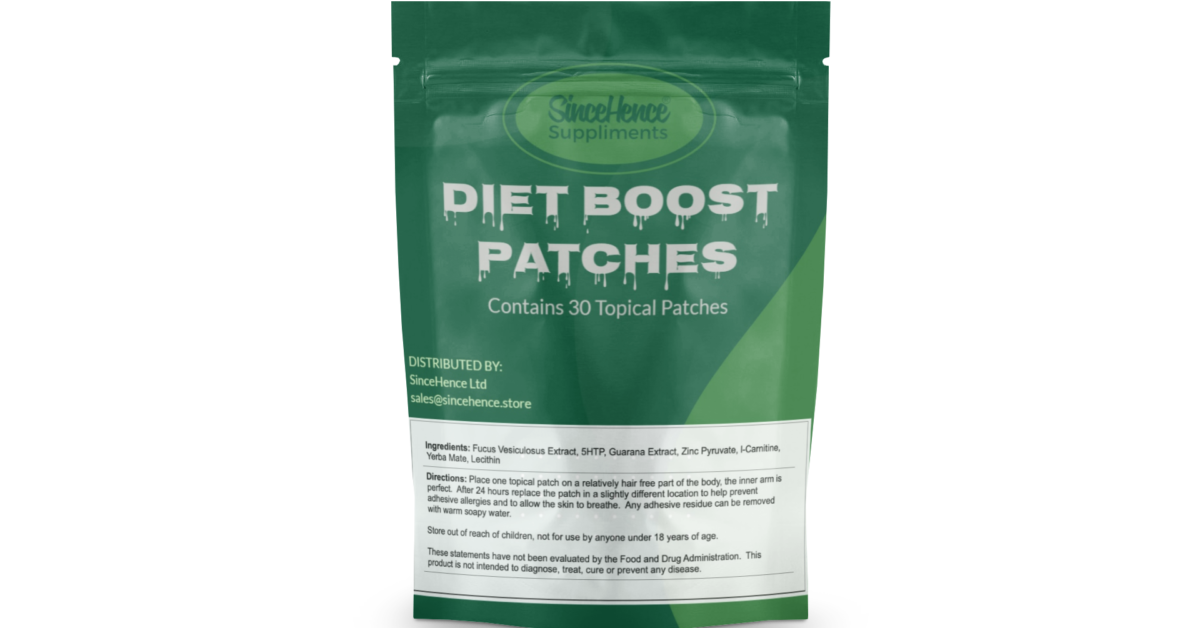 SinceHence
Suppliments
DIET BOOST
PATCHES
Contains 30 Topical Patches
DISTRIBUTED BY:
SinceHence Ltd
sales@sincehence.store
Ingredients: Fucus Vesiculosus Extract, 5HTP, Guarana Extract, Zinc Pyruvate, l-Carnitine,
Yerba Mate, Lecithin
Directions: Place one topical patch on a relatively hair free part of the body, the inner arm is
perfect. After 24 hours replace the patch in a slightly different location to help prevent
adhesive allergies and to allow the skin to breathe. Any adhesive residue can be removed
with warm soapy water.
Store out of reach of children, not for use by anyone under 18 years of age.
These statements have not been evaluated by the Food and Drug Administration. This
product is not intended to diagnose, treat, cure or prevent any disease.